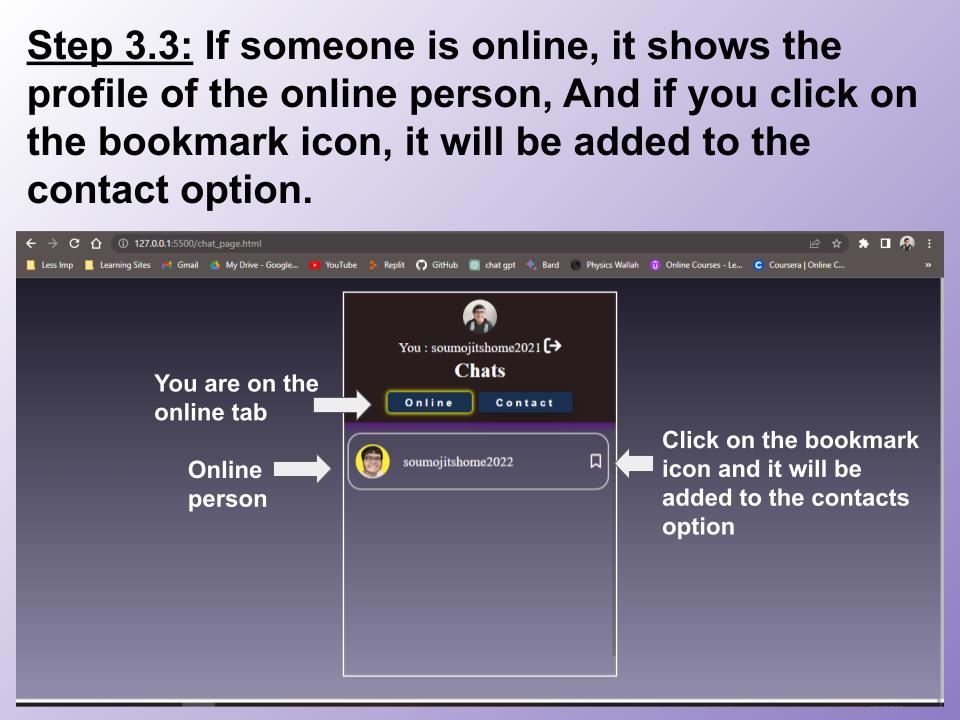 Step 3.3: If someone is online, it shows the
profile of the online person, And if you click on
the bookmark icon, it will be added to the
contact option.
127.0.0.1:5500/chat_page.html
Less Imp Learning Sites Gmail My Drive - Google... YouTube Replit GitHub chat gpt Bard Physics Wallah Online Courses - Le... Coursera | Online C...
You : soumojitshome2021
Chats
Online Contact
You are on the
online tab
soumojitshome2022
Online
person
Click on the bookmark
icon and it will be
added to the contacts
option